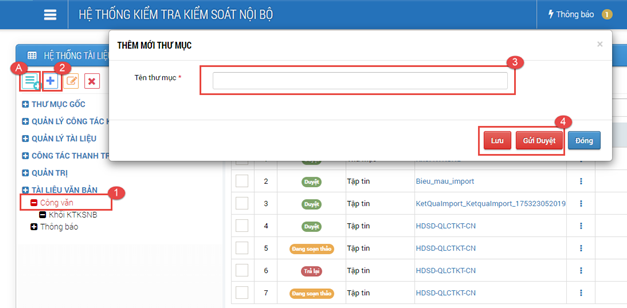 HỆ THỐNG KIỂM TRA KIỂM SOÁT NỘI BỘ
Thông báo 1
HỆ THỐNG TÀI LIỆ
THÊM MỚI THƯ MỤC ×
A 2
Tên thư mục *
3
4
Lưu Gửi Duyệt Đóng
THƯ MỤC GỐC
QUẢN LÝ CÔNG TÁC K
QUẢN LÝ TÀI LIỆU
CÔNG TÁC THANH TR
QUẢN TRỊ
TÀI LIỆU VĂN BẢN
Công văn 1
Khối KTKSNB
Thông báo
1 Duyệt Tập tin
2 Duyệt Tập tin Bieu_mau_import
3 Duyệt Tập tin KetQuaImport_KetquaImport_175323052019
4 Duyệt Tập tin HDSD-QLCTKT-CN
5 Đang soạn thảo Tập tin HDSD-QLCTKT-CN
6 Trả lại Tập tin HDSD-QLCTKT-CN
7 Đang soạn thảo Tập tin HDSD-QLCTKT-CN